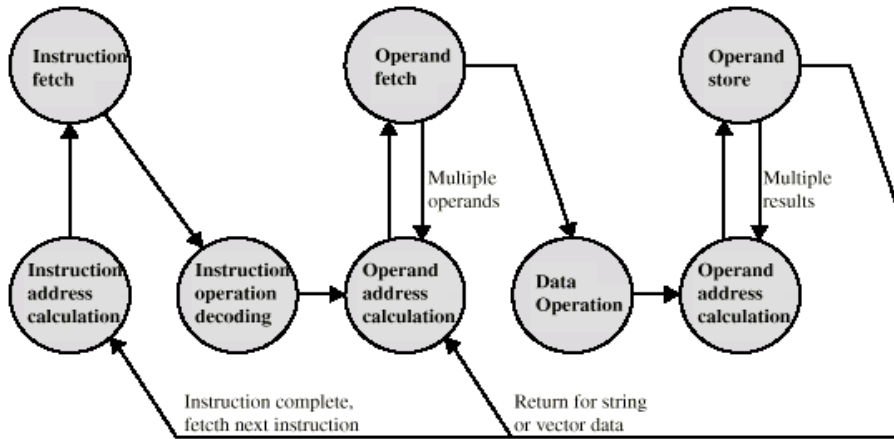 Instruction
fetch
Operand
fetch
Operand
store
Multiple
operands
Multiple
results
Instruction
address
calculation
Instruction
operation
decoding
Operand
address
calculation
Data
Operation
Operand
address
calculation
Instruction complete,
fetcth next instruction
Return for string
or vector data